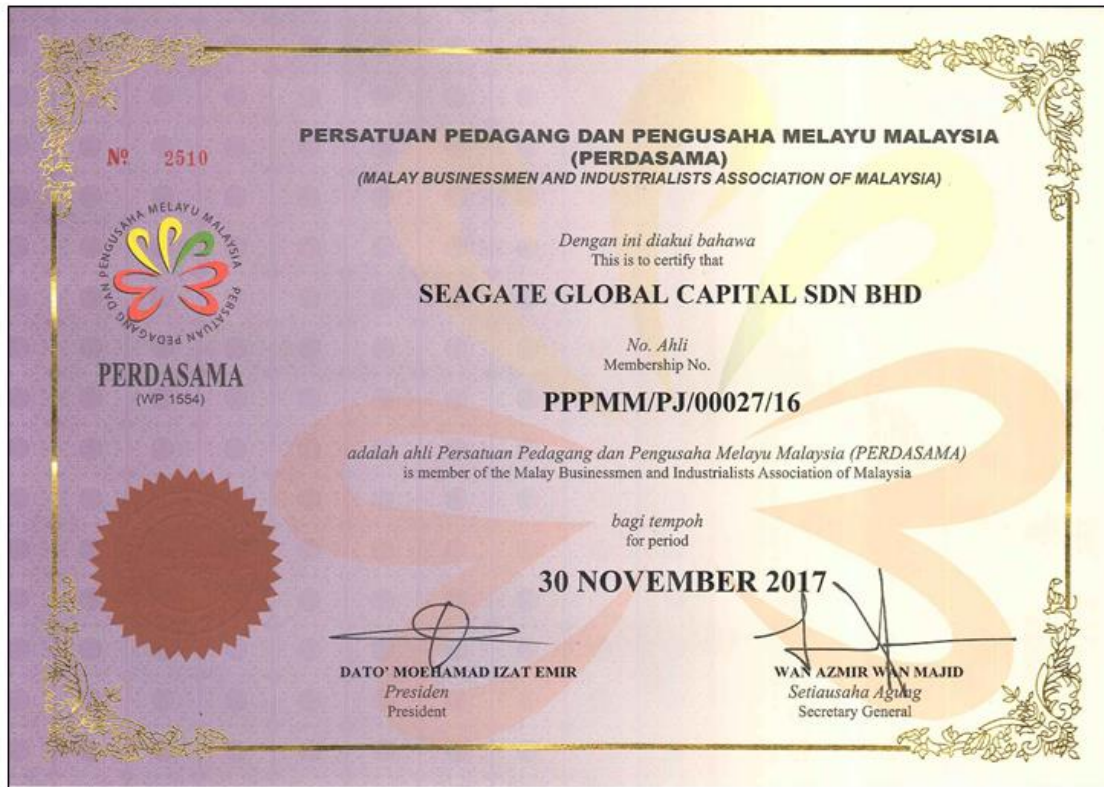 PERSATUAN PEDAGANG DAN PENGUSAHA MELAYU MALAYSIA
(PERDASAMA)
(MALAY BUSINESSMEN AND INDUSTRIALISTS ASSOCIATION OF MALAYSIA)
Nº 2510
PERSATUAN PEDAGANG DAN PENGUSAHA MELAYU MALAYSIA
PERDASAMA
(WP 1554)
Dengan ini diakui bahawa
This is to certify that
SEAGATE GLOBAL CAPITAL SDN BHD
No. Ahli
Membership No.
PPPMM/PJ/00027/16
adalah ahli Persatuan Pedagang dan Pengusaha Melayu Malaysia (PERDASAMA)
is member of the Malay Businessmen and Industrialists Association of Malaysia
bagi tempoh
for period
30 NOVEMBER 2017
DATO' MOEHAMAD IZAT EMIR
Presiden
President
WAN AZMIR WAN MAJID
Setiausaha Agung
Secretary General